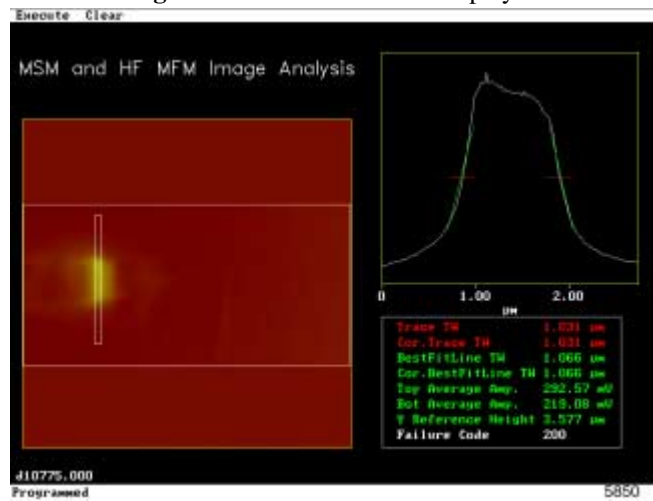 Execute Clear
MSM and HF MFM Image Analysis
0 1.00 2.00
µm
Trace TW 1.031 µm
Cor.Trace TW 1.031 µm
BestFitLine TW 1.066 µm
Cor.BestFitLine TW 1.066 µm
Top Average Amp. 292.57 mV
Bot Average Amp. 219.08 mV
Y Reference Height 3.577 µm
Failure Code 200
d10775.000
Programmed 5850